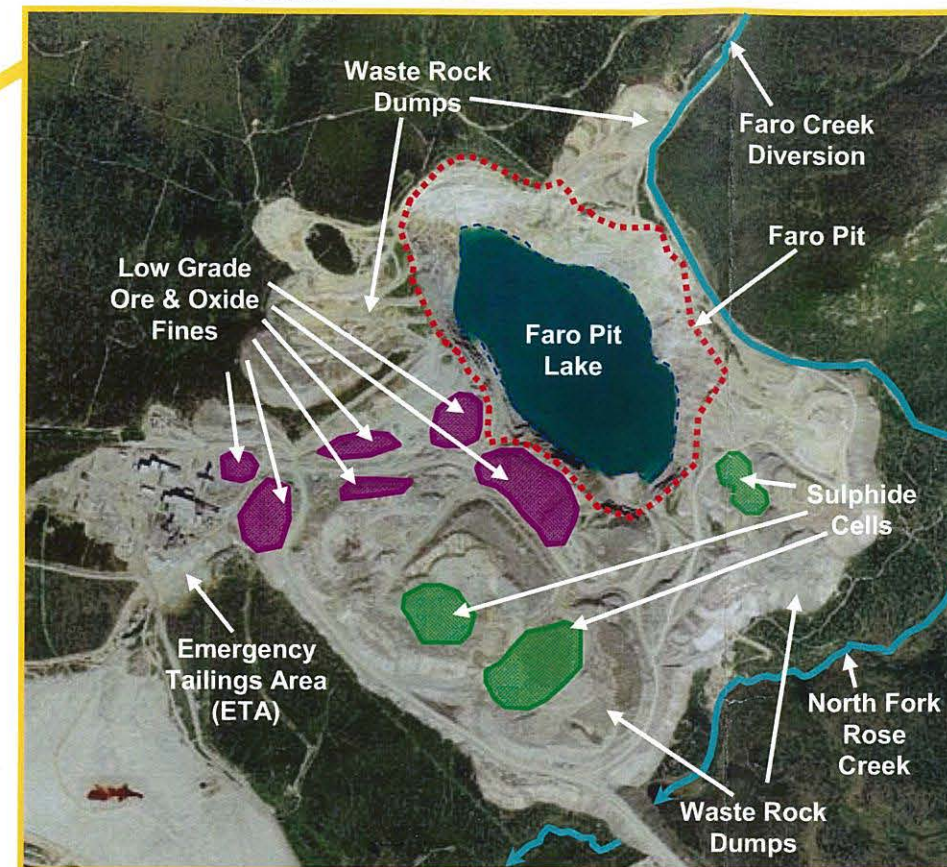 Waste Rock
Dumps
Faro Creek
Diversion
Faro Pit
Low Grade
Ore & Oxide
Fines
Faro Pit
Lake
Sulphide
Cells
Emergency
Tailings Area
(ETA)
North Fork
Rose
Creek
Waste Rock
Dumps